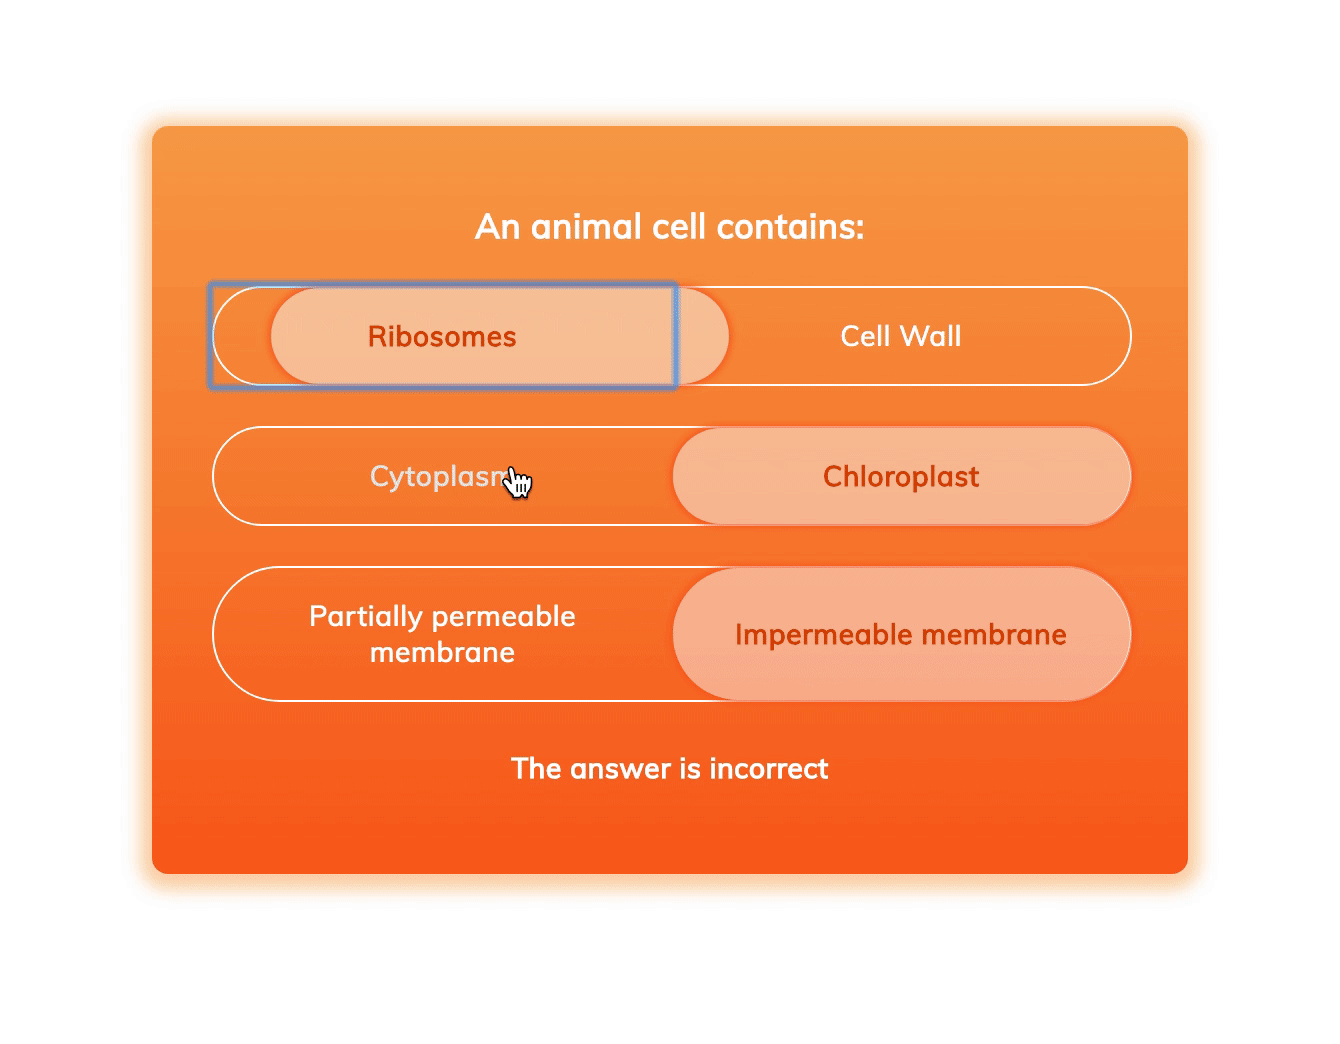 An animal cell contains:
Ribosomes
Cell Wall
Cytoplasm
Chloroplast
Partially permeable
membrane
Impermeable membrane
The answer is incorrect